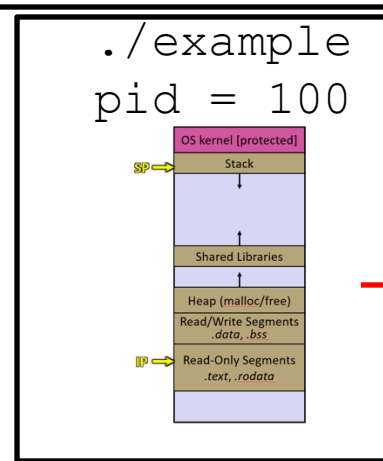 ./example
pid = 100
OS kernel [protected]
SP
Stack
Shared Libraries
Heap (malloc/free)
Read/Write Segments
.data, .bss
IP
Read-Only Segments
.text, .rodata